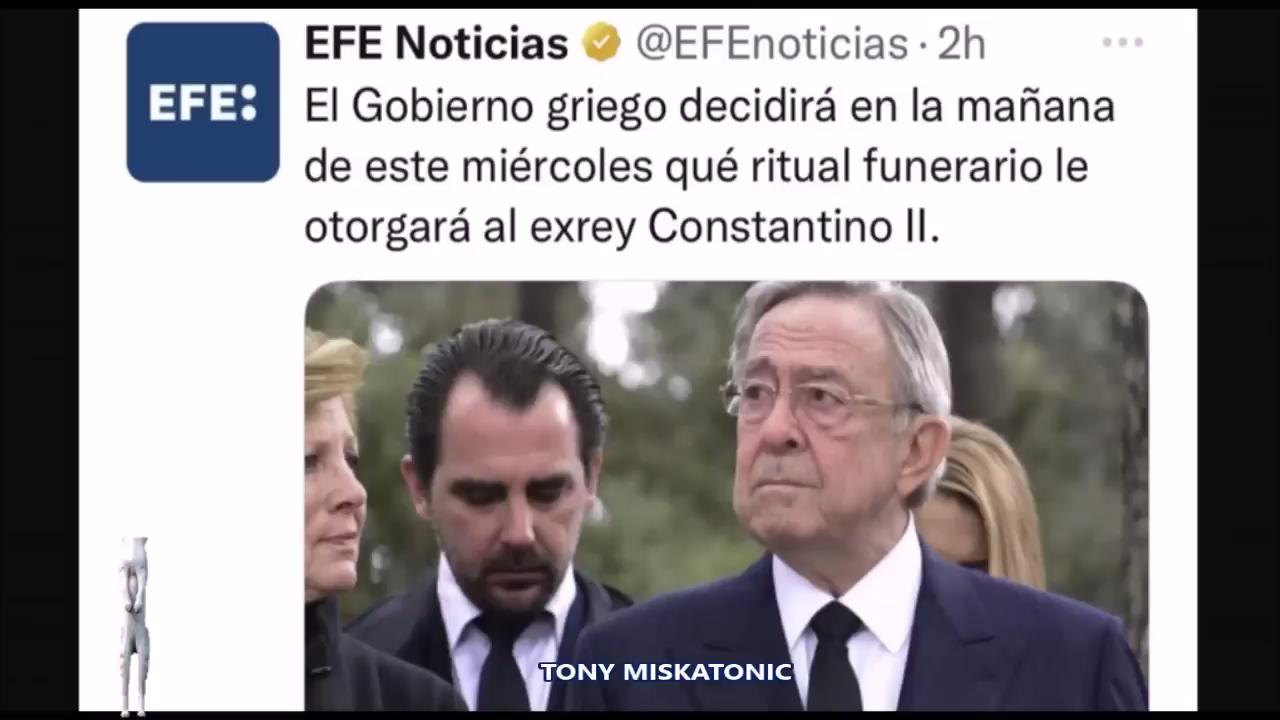 EFE Noticias @EFEnoticias · 2h
EFE:
El Gobierno griego decidirá en la mañana
de este miércoles qué ritual funerario le
otorgará al exrey Constantino II.
TONY MISKATONIC